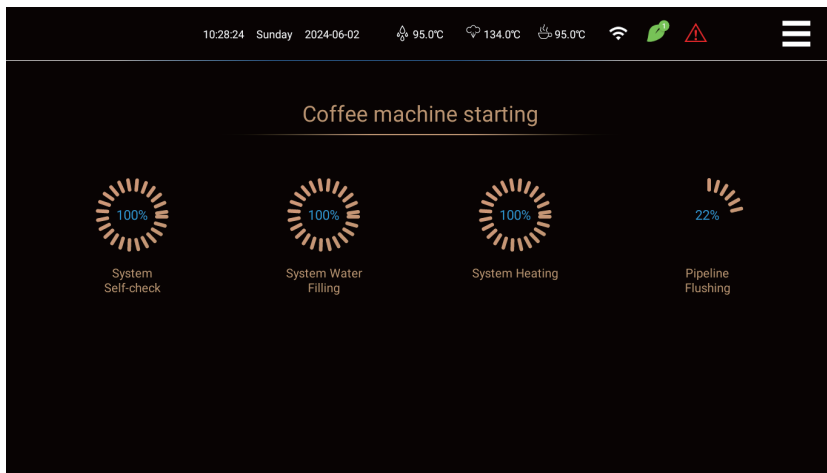 10:28:24 Sunday 2024-06-02 95.0℃ 134.0℃ 95.0℃ 1
Coffee machine starting
100% 100% 100% 22%
System Self-check
System Water Filling
System Heating
Pipeline Flushing